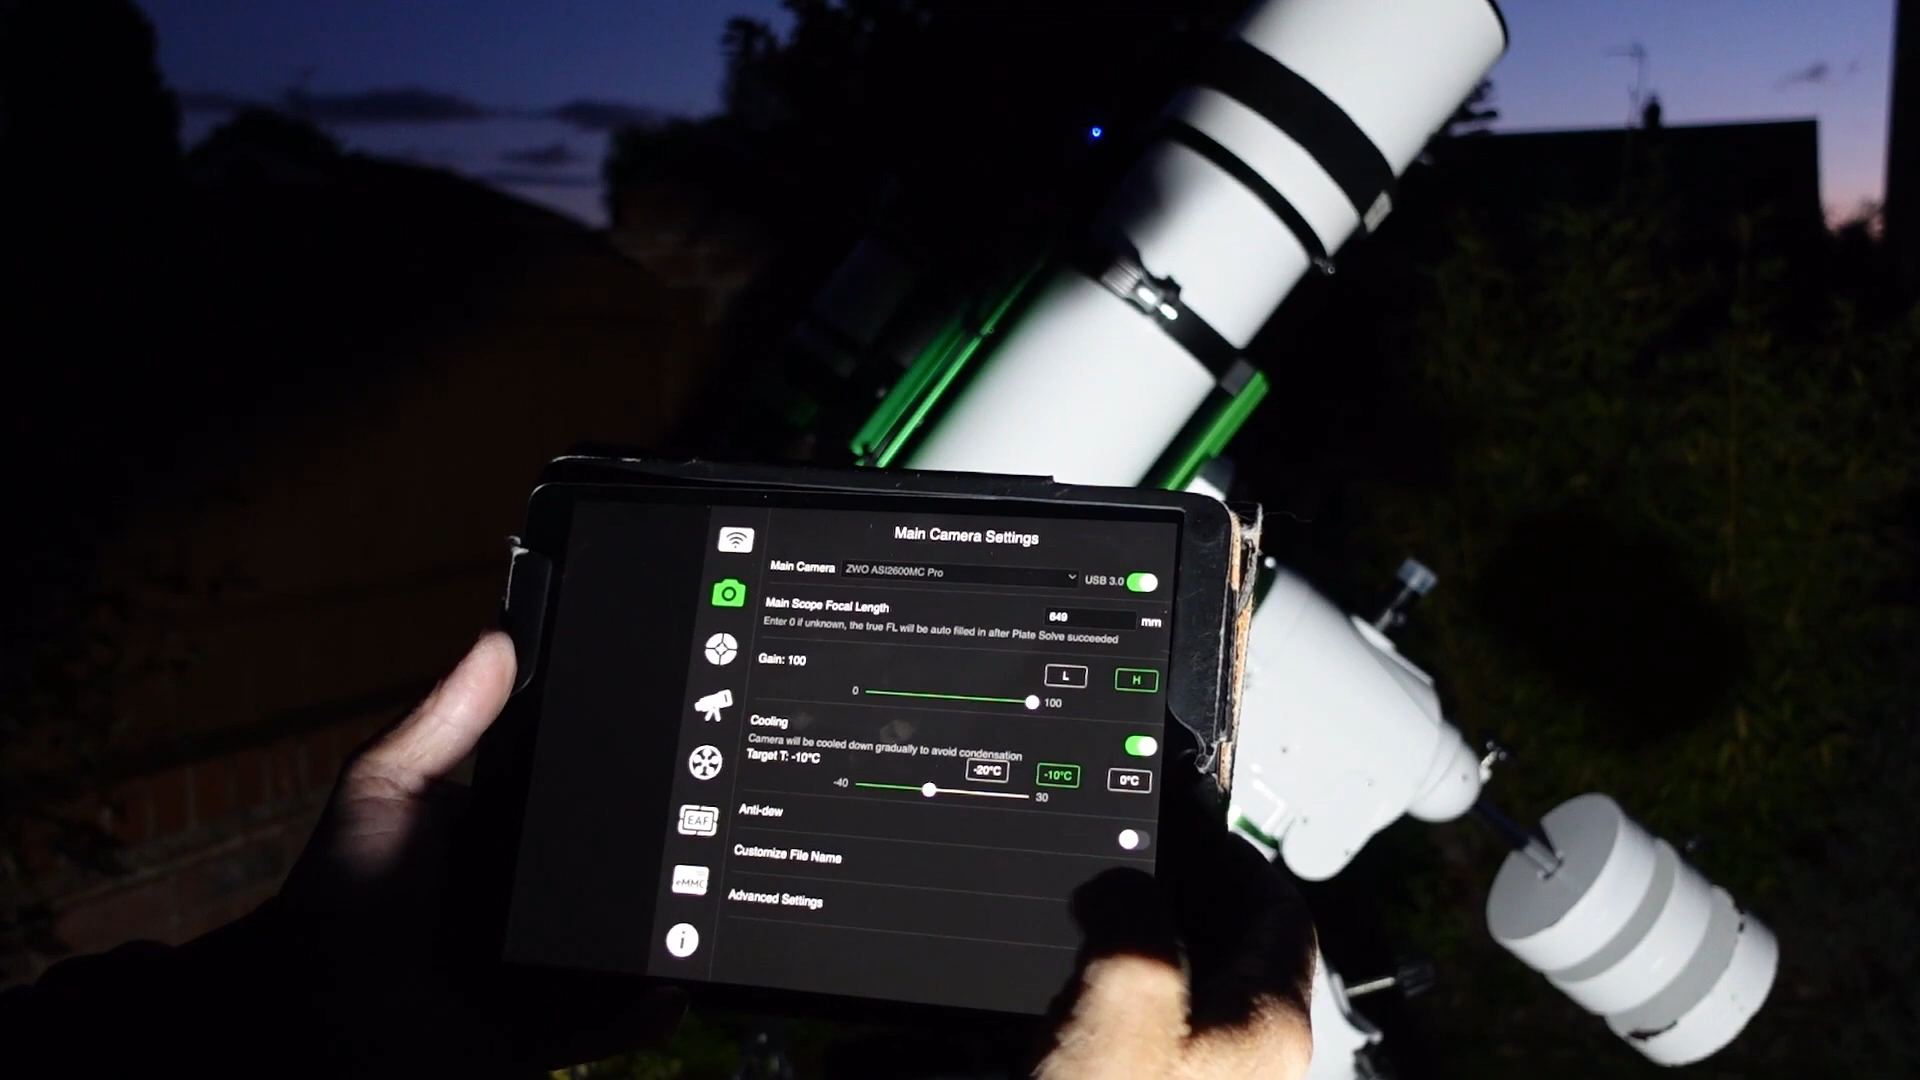 Main Camera Settings
Main Camera ZWO ASI2600MC Pro USB 3.0
Main Scope Focal Length 649 mm
Enter 0 if unknown, the true FL will be auto filled in after Plate Solve succeeded
Gain: 100 L H
0 100
Cooling
Camera will be cooled down gradually to avoid condensation
Target T: -10°C -20°C -10°C 0°C
-40 30
Anti-dew
EAF
Customize File Name
eMMC
Advanced Settings
i